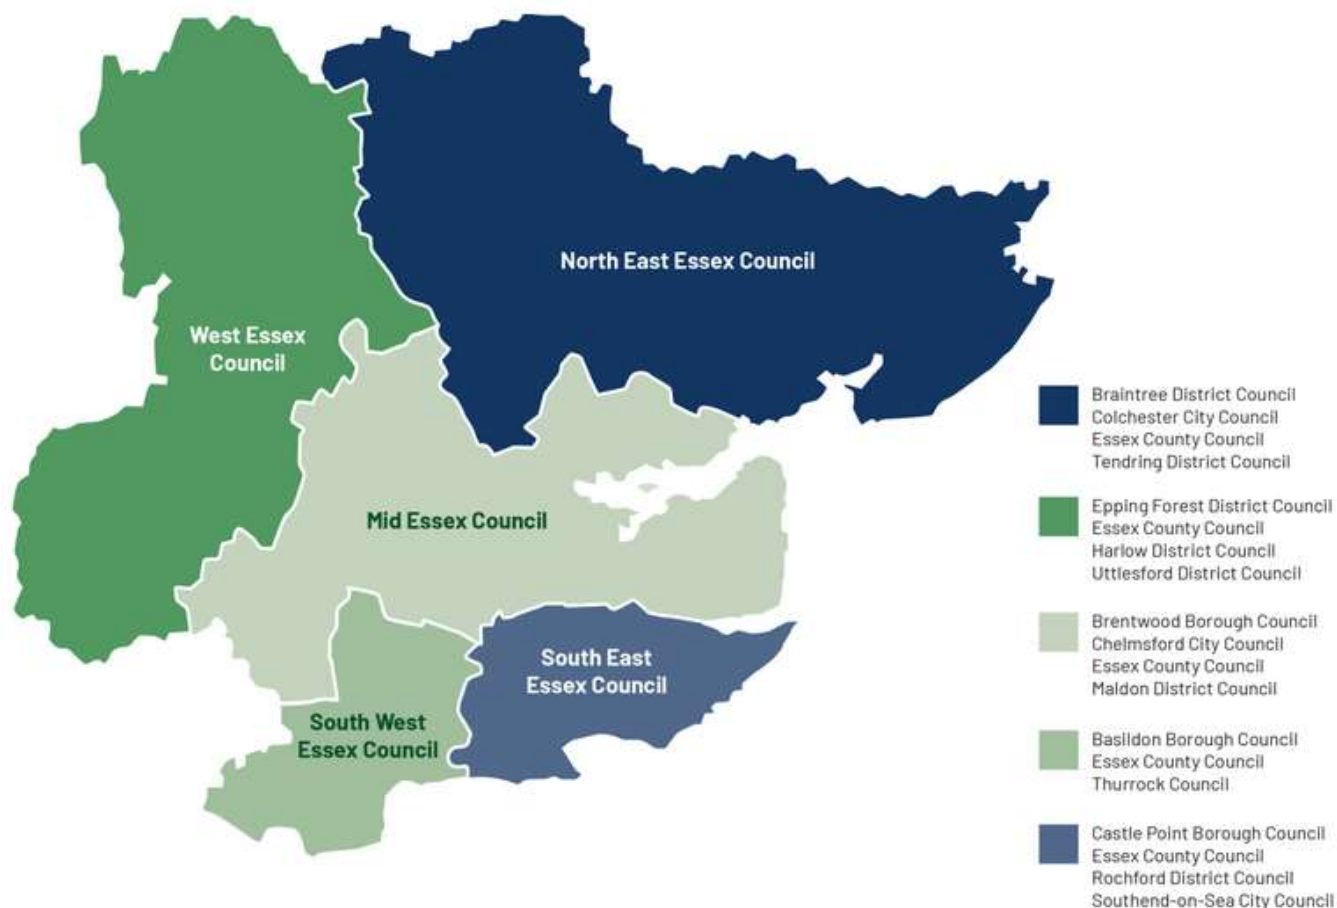 North East Essex Council
West Essex
Council
Mid Essex Council
South East
Essex Council
South West
Essex Council
Braintree District Council
Colchester City Council
Essex County Council
Tendring District Council
Epping Forest District Council
Essex County Council
Harlow District Council
Uttlesford District Council
Brentwood Borough Council
Chelmsford City Council
Essex County Council
Maldon District Council
Basildon Borough Council
Essex County Council
Thurrock Council
Castle Point Borough Council
Essex County Council
Rochford District Council
Southend-on-Sea City Council